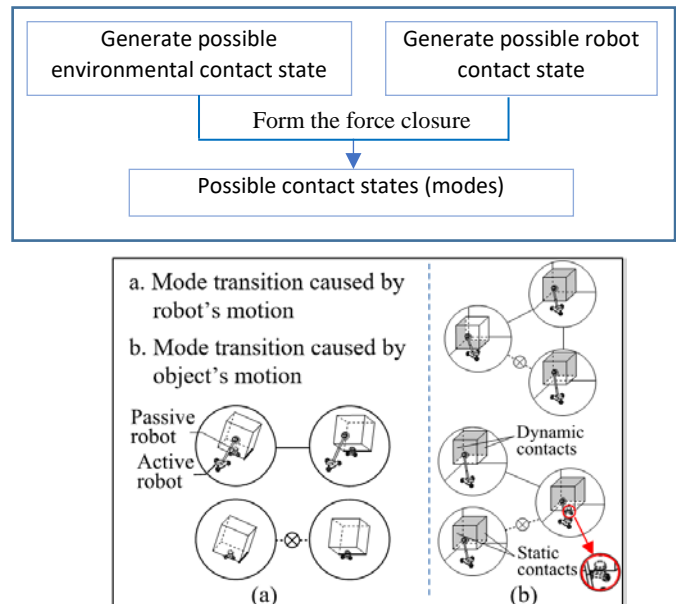 Generate possible
environmental contact state
Generate possible robot
contact state
Form the force closure
Possible contact states (modes)
a. Mode transition caused by
robot's motion
b. Mode transition caused by
object's motion
Passive
robot
Active
robot
(a)
Dynamic
contacts
Static
contacts
(b)